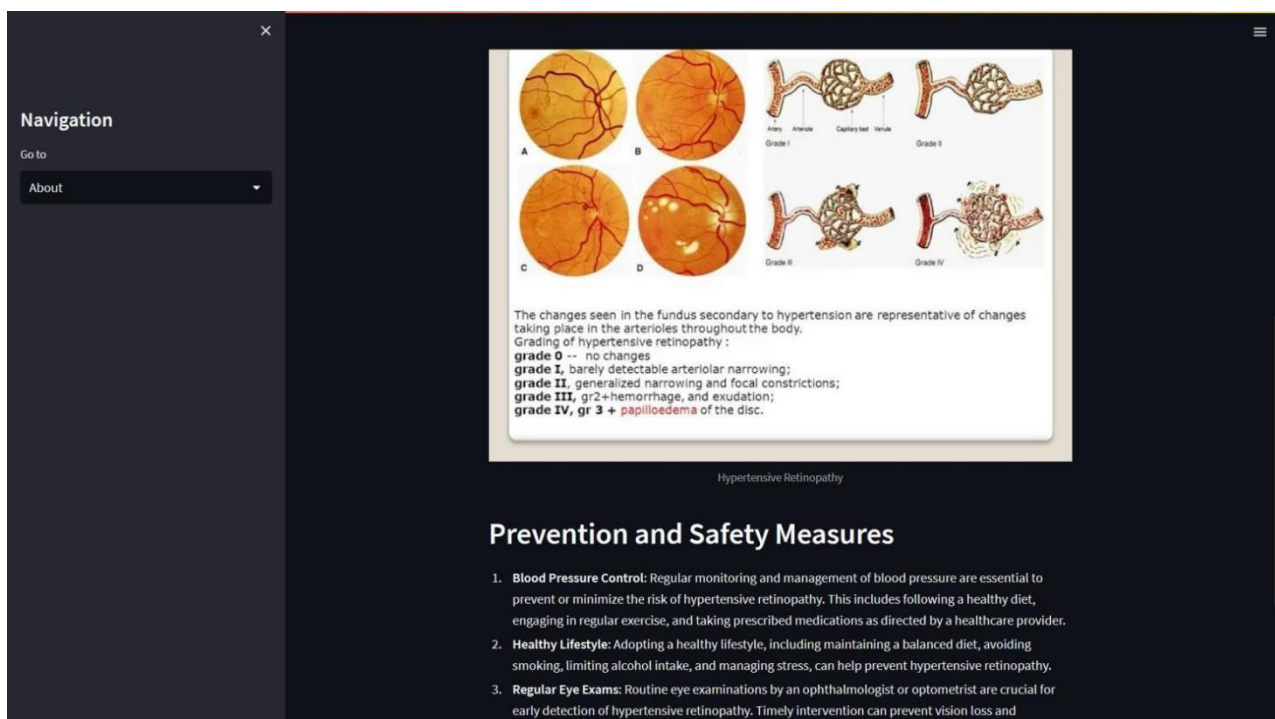 Navigation
Go to
About
A
B
C
D
Artery Arteriole Capillary bed Venule
Grade I
Grade II
Grade III
Grade IV
The changes seen in the fundus secondary to hypertension are representative of changes
taking place in the arterioles throughout the body.
Grading of hypertensive retinopathy :
grade 0 -- no changes
grade I, barely detectable arteriolar narrowing;
grade II, generalized narrowing and focal constrictions;
grade III, gr2+hemorrhage, and exudation;
grade IV, gr 3 + papilloedema of the disc.
Hypertensive Retinopathy
Prevention and Safety Measures
1. Blood Pressure Control: Regular monitoring and management of blood pressure are essential to
prevent or minimize the risk of hypertensive retinopathy. This includes following a healthy diet,
engaging in regular exercise, and taking prescribed medications as directed by a healthcare provider.
2. Healthy Lifestyle: Adopting a healthy lifestyle, including maintaining a balanced diet, avoiding
smoking, limiting alcohol intake, and managing stress, can help prevent hypertensive retinopathy.
3. Regular Eye Exams: Routine eye examinations by an ophthalmologist or optometrist are crucial for
early detection of hypertensive retinopathy. Timely intervention can prevent vision loss and